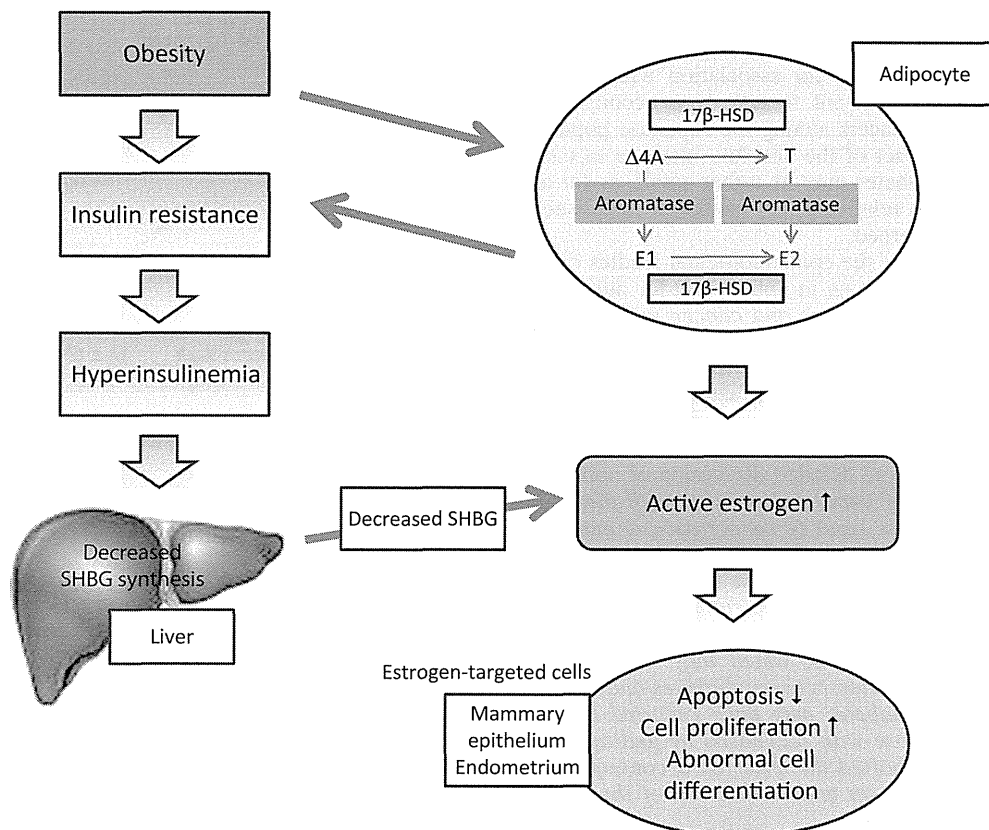 Obesity
Adipocyte
17β-HSD
Δ4A
T
Insulin resistance
Aromatase
Aromatase
E1
E2
17β-HSD
Hyperinsulinemia
Decreased
SHBG synthesis
Liver
Decreased SHBG
Active estrogen ↑
Estrogen-targeted cells
Mammary
epithelium
Endometrium
Apoptosis ↓
Cell proliferation ↑
Abnormal cell
differentiation